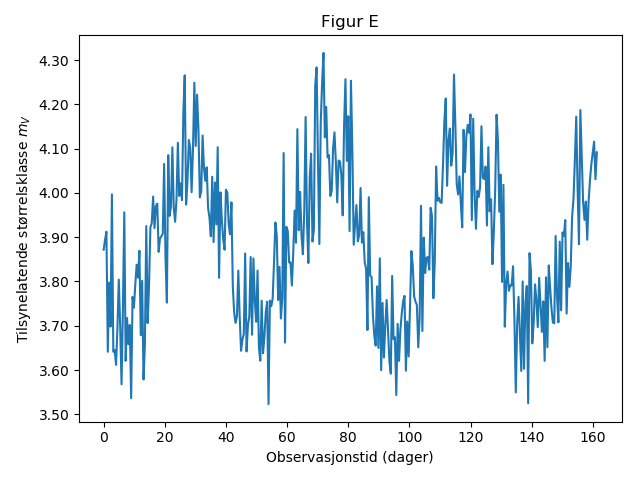 Figur E
Tilsynelatende størrelsklasse m_V
4.30
4.20
4.10
4.00
3.90
3.80
3.70
3.60
3.50
0 20 40 60 80 100 120 140 160
Observasjonstid (dager)